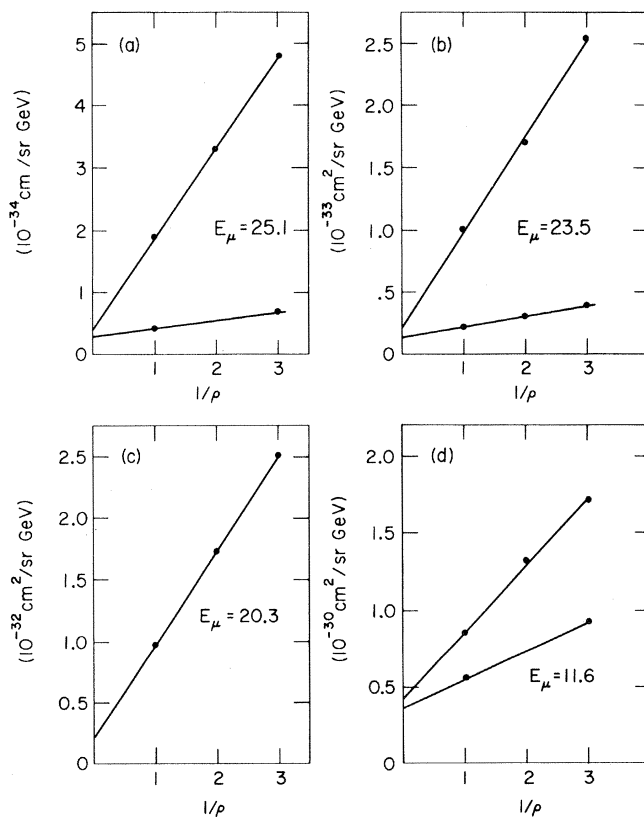 (a)
(10⁻³⁴cm /sr GeV)
5
4
3
2
1
0
E_μ=25.1
1 2 3
1/ρ
(b)
(10⁻³³cm²/sr GeV)
2.5
2.0
1.5
1.0
.5
0
E_μ=23.5
1 2 3
1/ρ
(c)
(10⁻³²cm²/sr GeV)
2.5
2.0
1.5
1.0
0.5
0
E_μ=20.3
1 2 3
1/ρ
(d)
(10⁻³⁰cm²/sr GeV)
2.0
1.5
1.0
0.5
0
E_μ=11.6
1 2 3
1/ρ